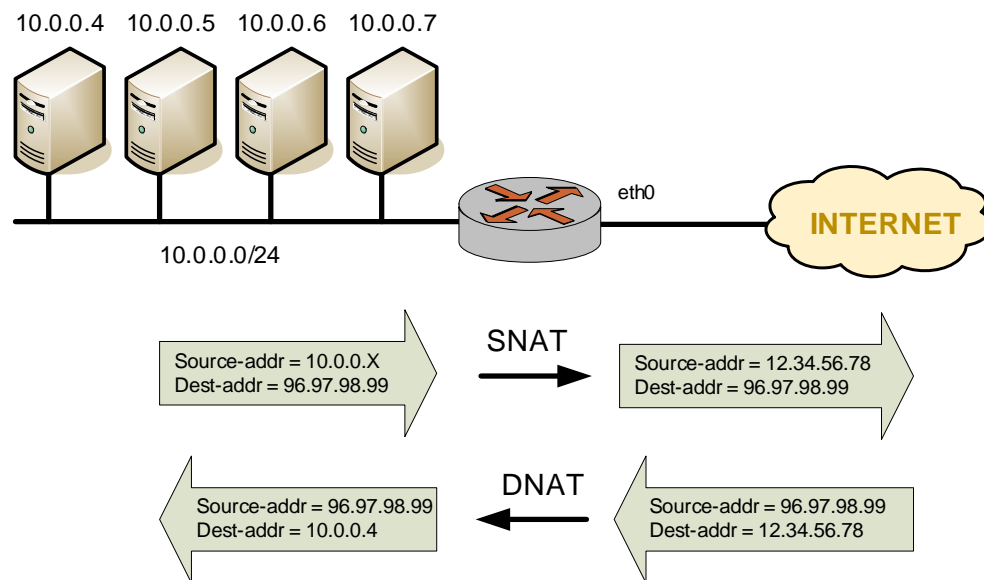 10.0.0.4 10.0.0.5 10.0.0.6 10.0.0.7
eth0
INTERNET
10.0.0.0/24
SNAT
Source-addr = 10.0.0.X
Dest-addr = 96.97.98.99
Source-addr = 12.34.56.78
Dest-addr = 96.97.98.99
DNAT
Source-addr = 96.97.98.99
Dest-addr = 10.0.0.4
Source-addr = 96.97.98.99
Dest-addr = 12.34.56.78